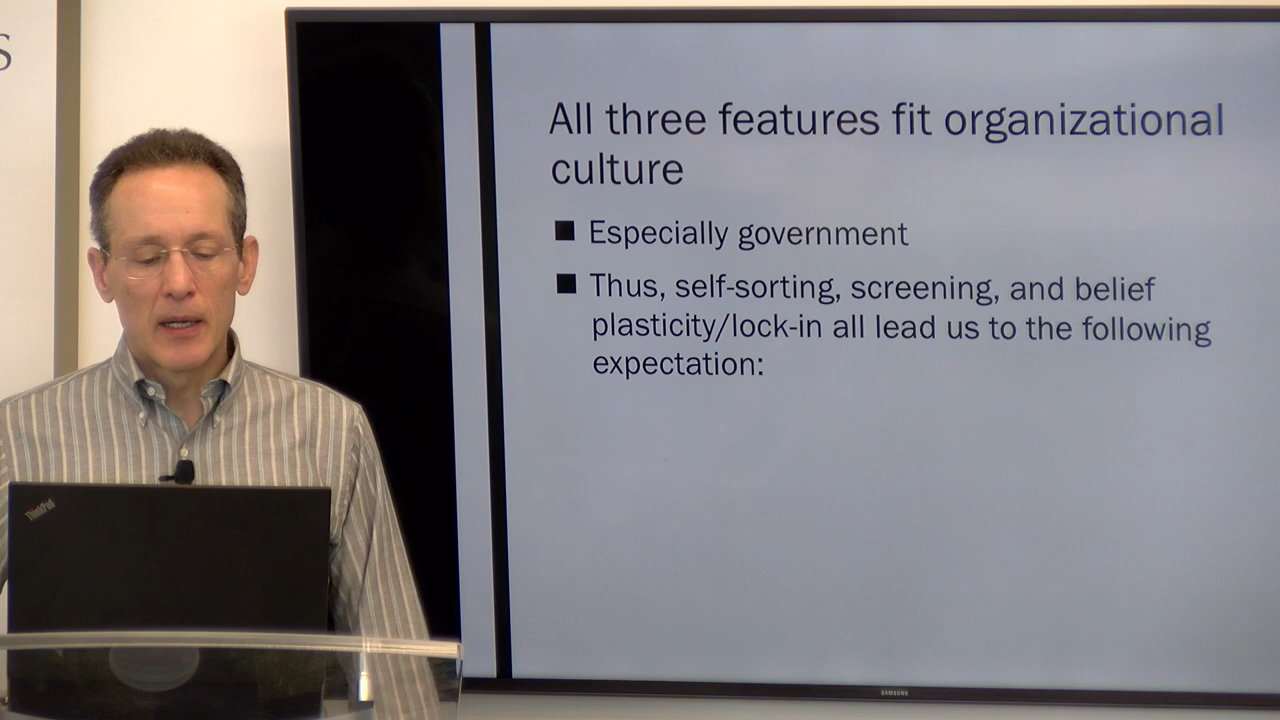 S
All three features fit organizational
culture
■ Especially government
■ Thus, self-sorting, screening, and belief
plasticity/lock-in all lead us to the following
expectation:
ThinkPad
SAMSUNG